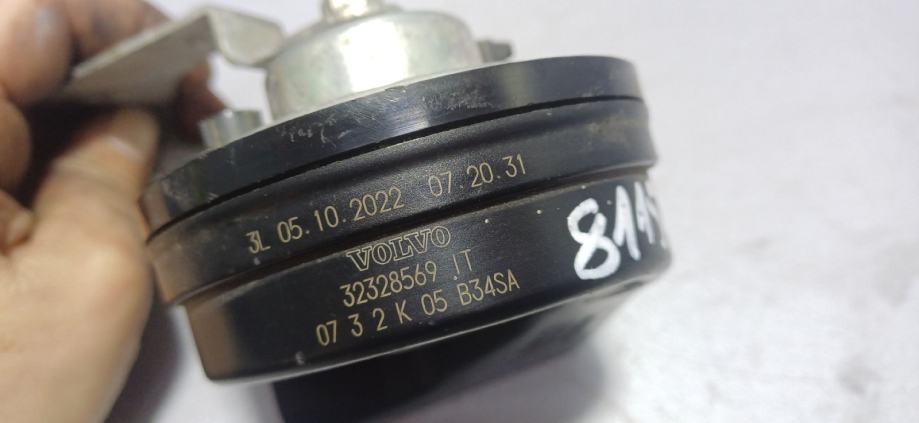 3L 05.10.2022 07.20.31
VOLVO
32328569 IT
07 3 2 K 05 B34SA